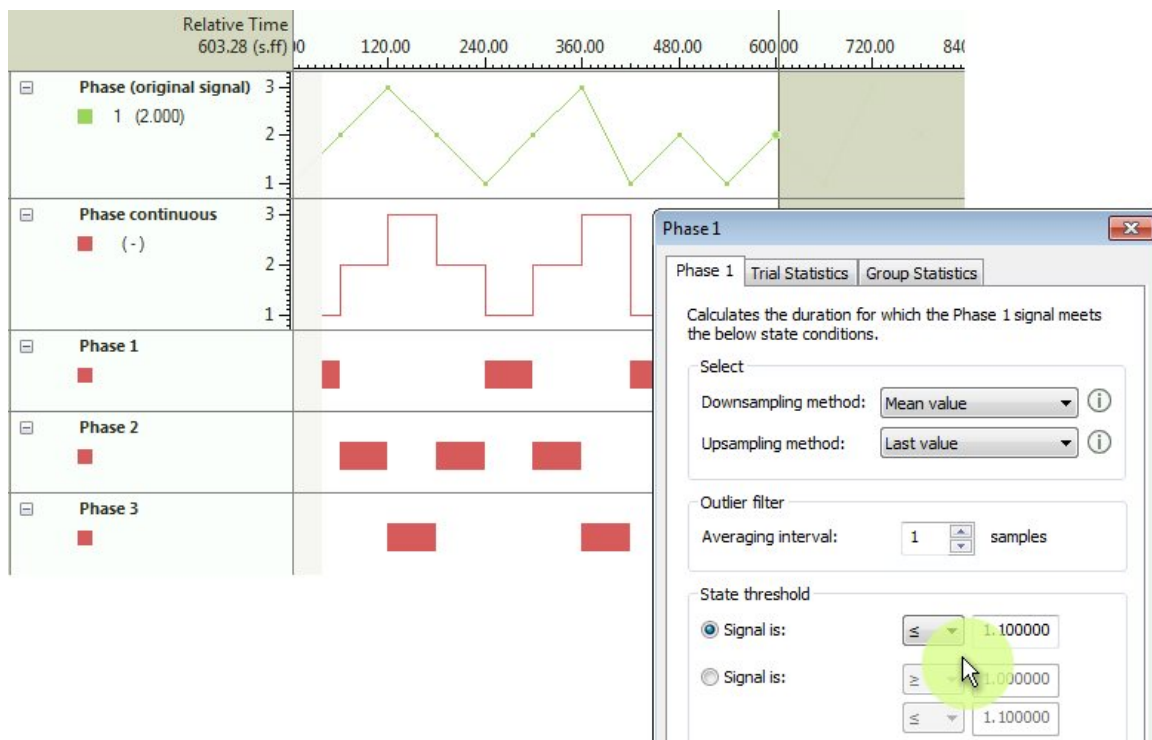 Relative Time
603.28 (s.ff) 00 120.00 240.00 360.00 480.00 600.00 720.00 840
Phase (original signal) 3
1 (2.000)
2
1
Phase continuous 3
(-)
2
1
Phase 1
Phase 2
Phase 3
Phase 1
Phase 1 Trial Statistics Group Statistics
Calculates the duration for which the Phase 1 signal meets
the below state conditions.
Select
Downsampling method: Mean value
Upsampling method: Last value
Outlier filter
Averaging interval: 1 samples
State threshold
Signal is: ≤ 1.100000
Signal is: ≥ 1.000000
≤ 1.100000